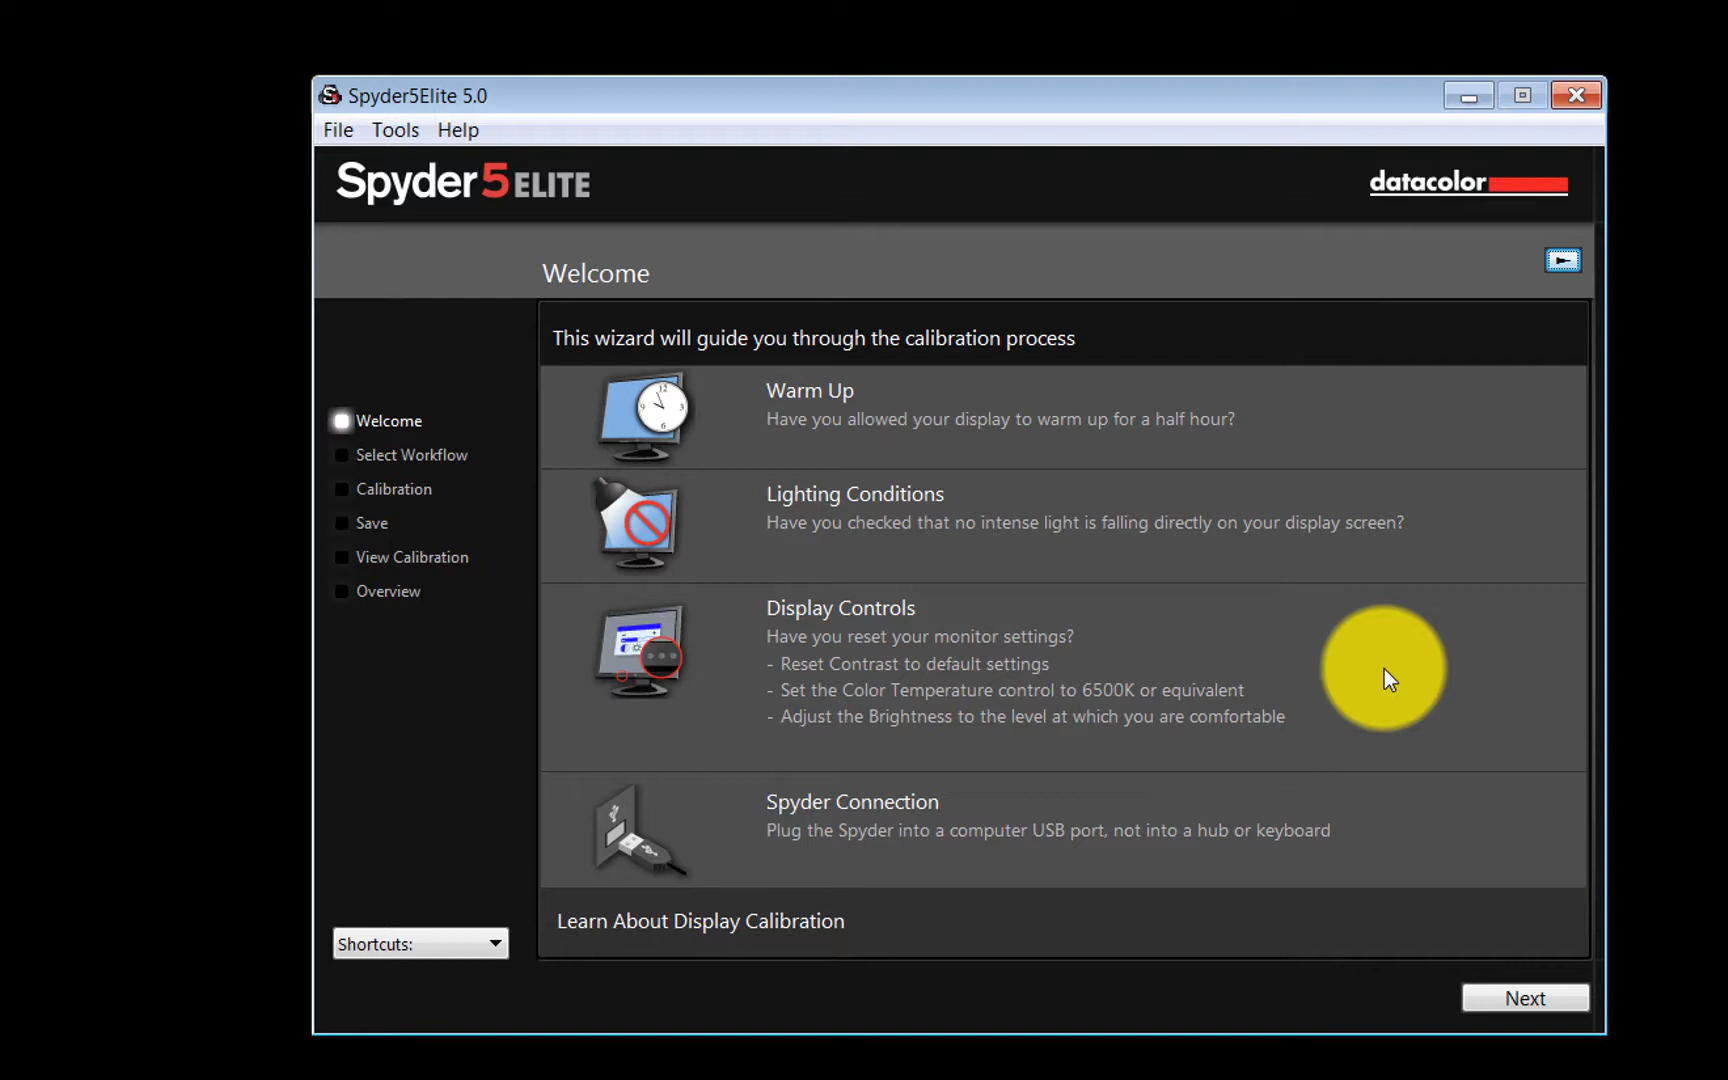 Spyder5Elite 5.0
File Tools Help
Spyder5ELITE
datacolor
Welcome
This wizard will guide you through the calibration process
Warm Up
Have you allowed your display to warm up for a half hour?
Lighting Conditions
Have you checked that no intense light is falling directly on your display screen?
Display Controls
Have you reset your monitor settings?
- Reset Contrast to default settings
- Set the Color Temperature control to 6500K or equivalent
- Adjust the Brightness to the level at which you are comfortable
Spyder Connection
Plug the Spyder into a computer USB port, not into a hub or keyboard
Learn About Display Calibration
Welcome
Select Workflow
Calibration
Save
View Calibration
Overview
Shortcuts:
Next
12
3
6
9